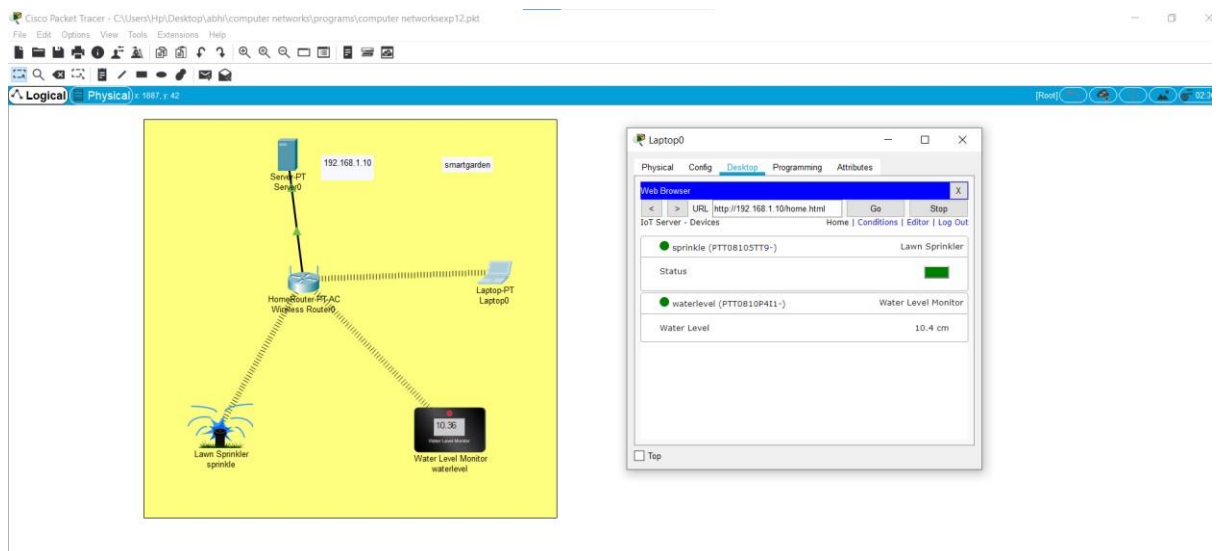 Cisco Packet Tracer - C:\Users\Hp\Desktop\abhi\computer networks\programs\computer networksexp12.pkt
File Edit Options View Tools Extensions Help
Logical Physical x: 1887, y: 42
[Root]
192.168.1.10
smartgarden
Server-PT
Server0
HomeRouter-PT-AC
Wireless Router0
Laptop-PT
Laptop0
10.36
Water Level Monitor
Lawn Sprinkler
sprinkle
Water Level Monitor
waterlevel
Laptop0
Physical Config Desktop Programming Attributes
Web Browser X
< > URL http://192.168.1.10/home.html Go Stop
IoT Server - Devices Home | Conditions | Editor | Log Out
sprinkle (PTT08105TT9-) Lawn Sprinkler
Status
waterlevel (PTT0810P4I1-) Water Level Monitor
Water Level 10.4 cm
Top